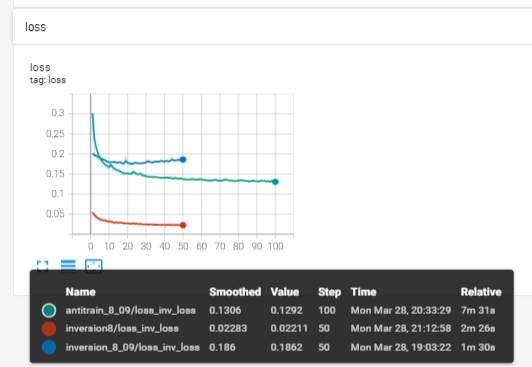 loss
loss
tag: loss
0.3
0.25
0.2
0.15
0.1
0.05
0 10 20 30 40 50 60 70 80 90 100
Name Smoothed Value Step Time Relative
antitrain_8_09/loss_inv_loss 0.1306 0.1292 100 Mon Mar 28, 20:33:29 7m 31s
inversion8/loss_inv_loss 0.02283 0.02211 50 Mon Mar 28, 21:12:58 2m 26s
inversion_8_09/loss_inv_loss 0.186 0.1862 50 Mon Mar 28, 19:03:22 1m 30s